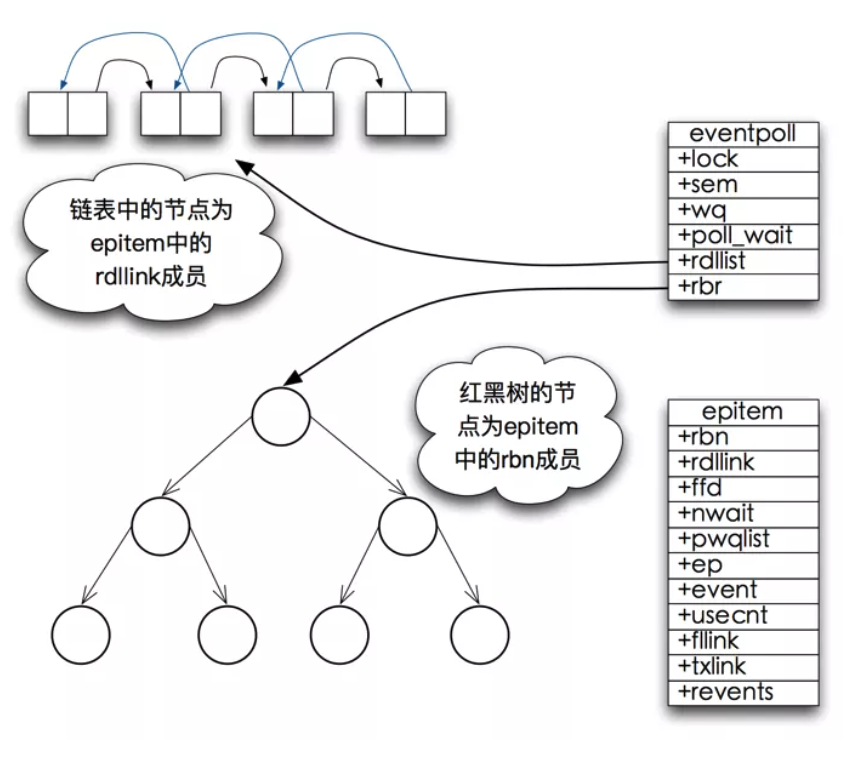 链表中的节点为
epitem中的
rdllink成员
eventpoll
+lock
+sem
+wq
+poll_wait
+rdllist
+rbr
红黑树的节
点为epitem
中的rbn成员
epitem
+rbn
+rdllink
+ffd
+nwait
+pwqlist
+ep
+event
+usecnt
+fllink
+txlink
+revents